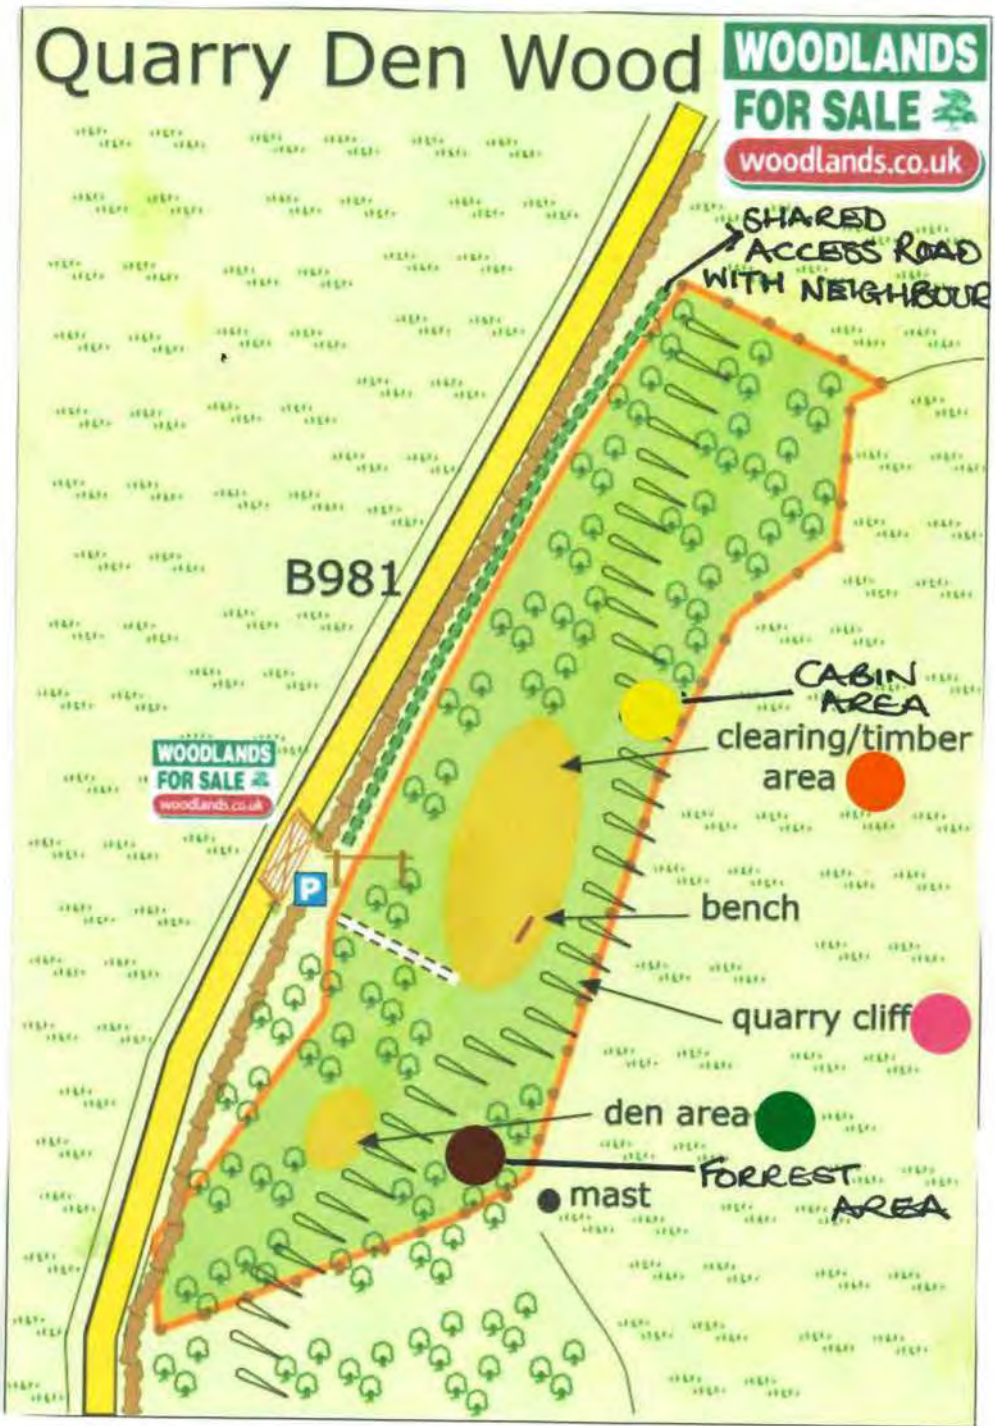 Quarry Den Wood
WOODLANDS
FOR SALE
woodlands.co.uk
SHARED
ACCESS ROAD
WITH NEIGHBOUR
B981
CABIN
AREA
clearing/timber
area
WOODLANDS
FOR SALE
woodlands.co.uk
P
bench
quarry cliff
den area
FORREST
AREA
mast